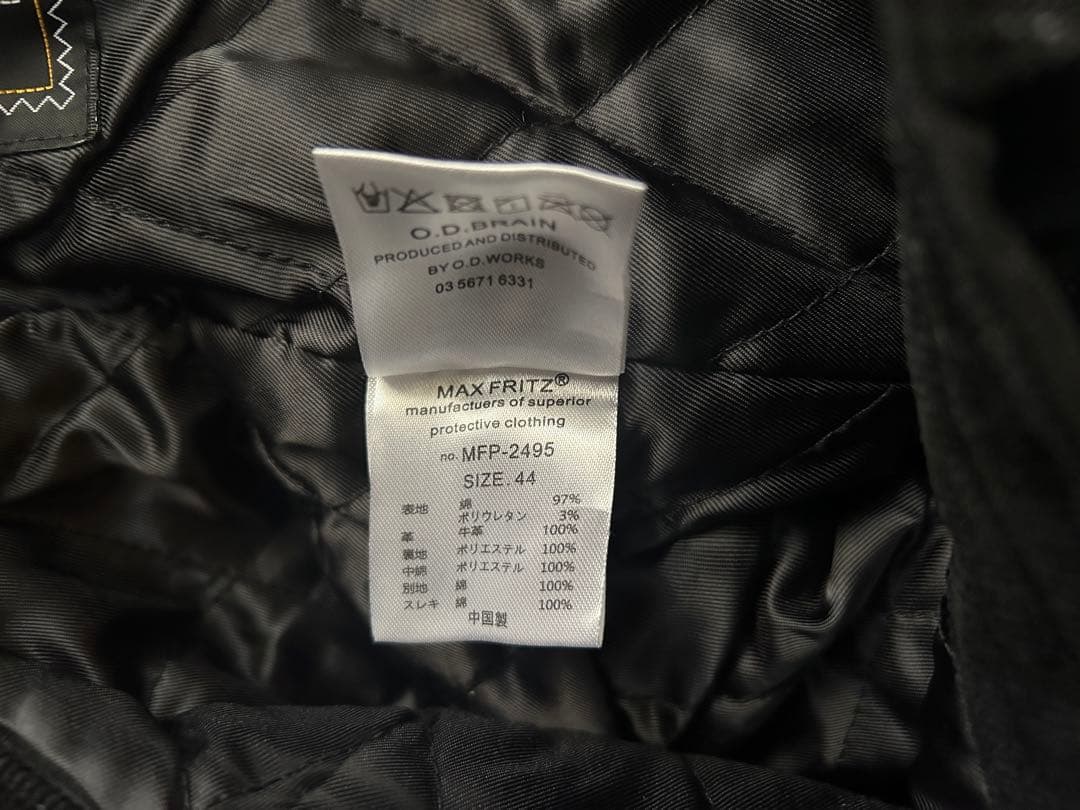 O.D.BRAIN
PRODUCED AND DISTRIBUTED
BY O.D.WORKS
03 5671 6331
MAX FRITZ®
manufactuers of superior
protective clothing
no. MFP-2495
SIZE. 44
表地 綿 97%
ポリウレタン 3%
革 牛革 100%
裏地 ポリエステル 100%
中綿 ポリエステル 100%
別地 綿 100%
スレキ 綿 100%
中国製